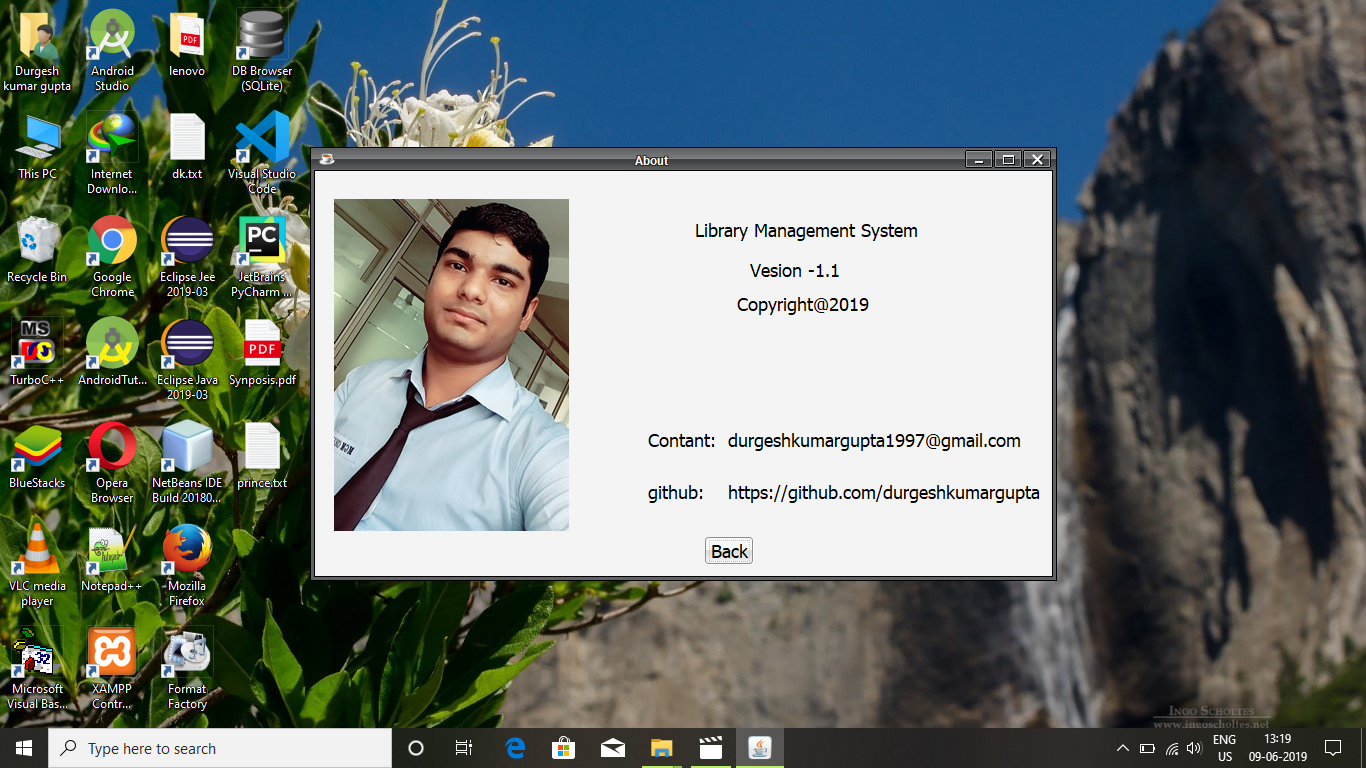 Durgesh
kumar gupta
Android
Studio
lenovo
DB Browser
(SQLite)
This PC
Internet
Downlo...
dk.txt
Visual Studio
Code
Recycle Bin
Google
Chrome
Eclipse Jee
2019-03
PC
JetBrains
PyCharm ...
MS
TurboC++
AndroidTut...
Eclipse Java
2019-03
PDF
Synposis.pdf
BlueStacks
Opera
Browser
NetBeans IDE
Build 20180...
prince.txt
VLC media
player
Notepad++
Mozilla
Firefox
Microsoft
Visual Bas...
XAMPP
Contr...
Format
Factory
About
Library Management System
Vesion -1.1
Copyright@2019
Contant: durgeshkumargupta1997@gmail.com
github: https://github.com/durgeshkumargupta
Back
INGO SCHOLTES
www.ingoscholtes.net
Type here to search
ENG
US
13:19
09-06-2019